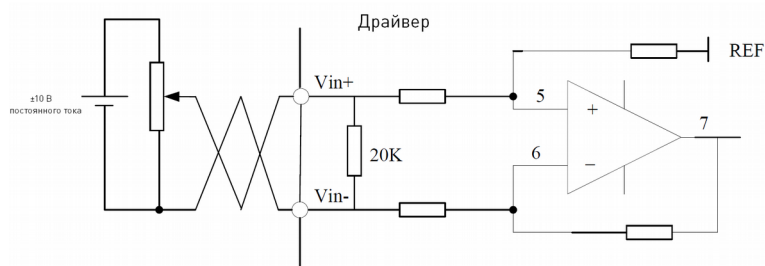 Драйвер
REF
Vin+
5
+
±10 В
постоянного тока
7
20K
6
−
Vin-